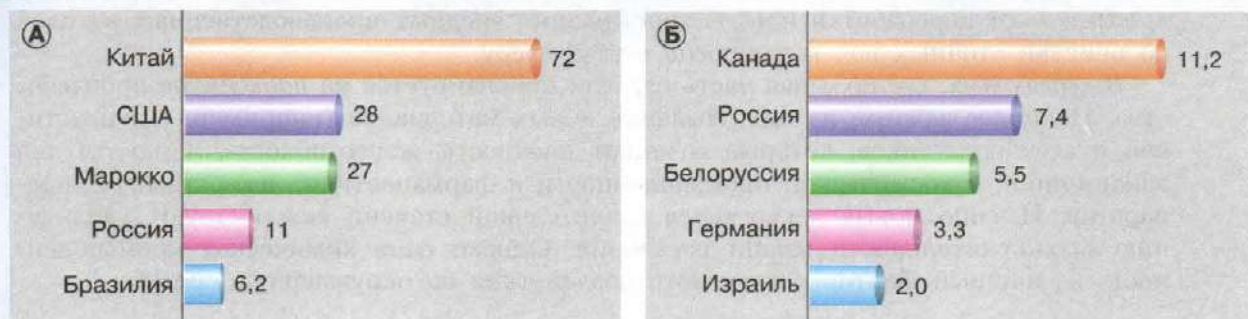 А
Китай 72
США 28
Марокко 27
Россия 11
Бразилия 6,2
Б
Канада 11,2
Россия 7,4
Белоруссия 5,5
Германия 3,3
Израиль 2,0